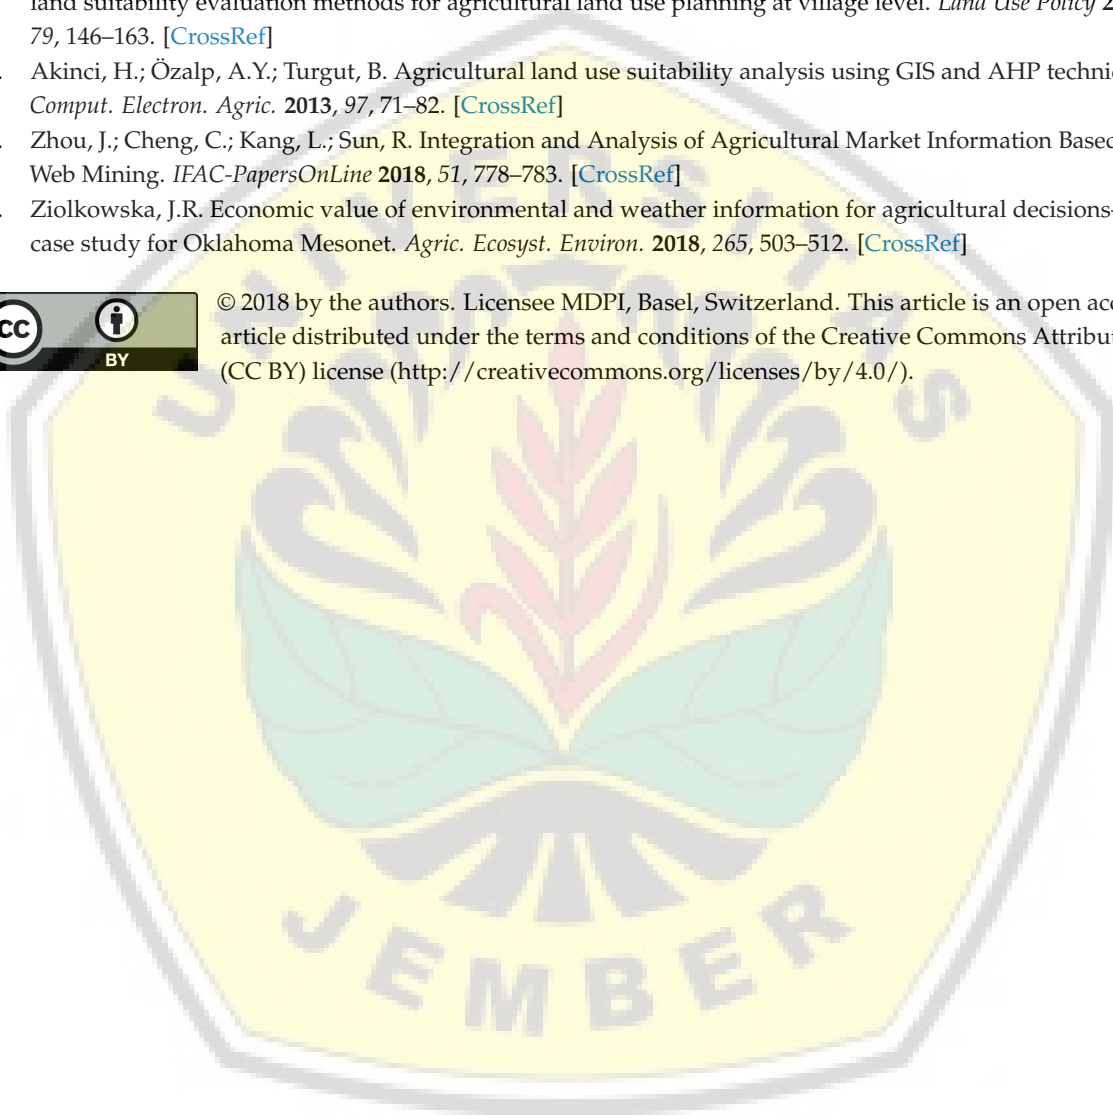 land suitability evaluation methods for agricultural land use planning at village level. Land Use Policy 2
79, 146–163. [CrossRef]
. Akinci, H.; Özalp, A.Y.; Turgut, B. Agricultural land use suitability analysis using GIS and AHP techni
Comput. Electron. Agric. 2013, 97, 71–82. [CrossRef]
. Zhou, J.; Cheng, C.; Kang, L.; Sun, R. Integration and Analysis of Agricultural Market Information Based
Web Mining. IFAC-PapersOnLine 2018, 51, 778–783. [CrossRef]
. Ziolkowska, J.R. Economic value of environmental and weather information for agricultural decisions–
case study for Oklahoma Mesonet. Agric. Ecosyst. Environ. 2018, 265, 503–512. [CrossRef]
© 2018 by the authors. Licensee MDPI, Basel, Switzerland. This article is an open acc
article distributed under the terms and conditions of the Creative Commons Attribut
(CC BY) license (http://creativecommons.org/licenses/by/4.0/).
cc
BY
UNIVERSITAS
JEMBER